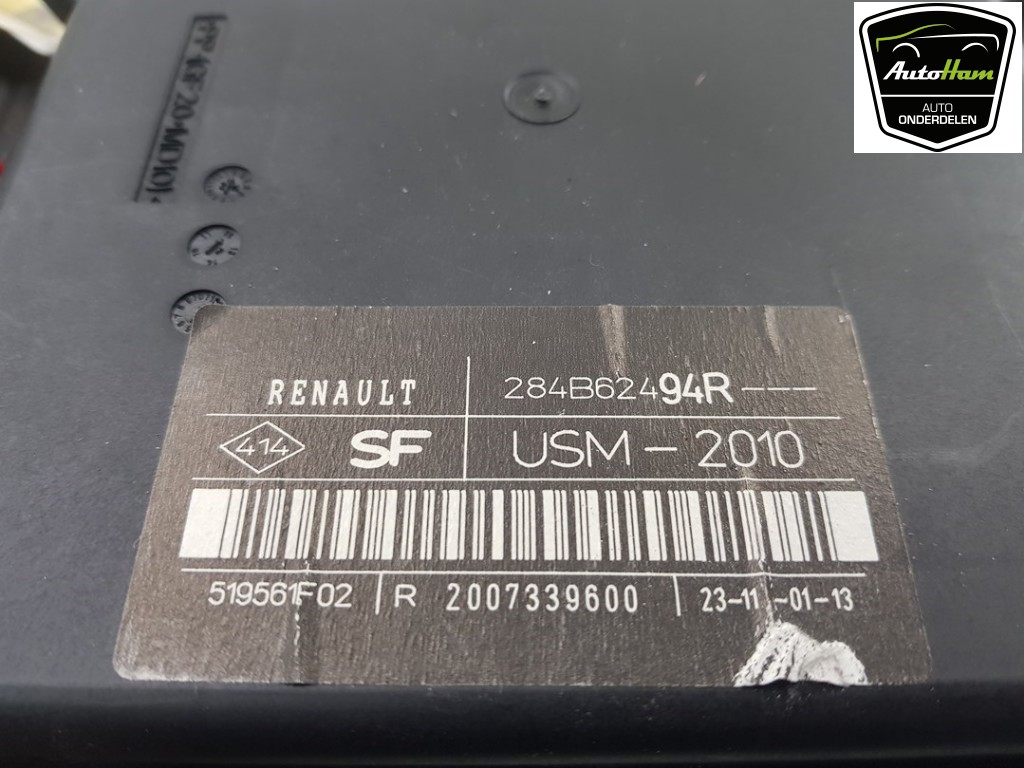 AutoHam
AUTO
ONDERDELEN
RENAULT 284B62494R---
414 SF USM-2010
519561F02 R 2007339600 23-11 -01-13